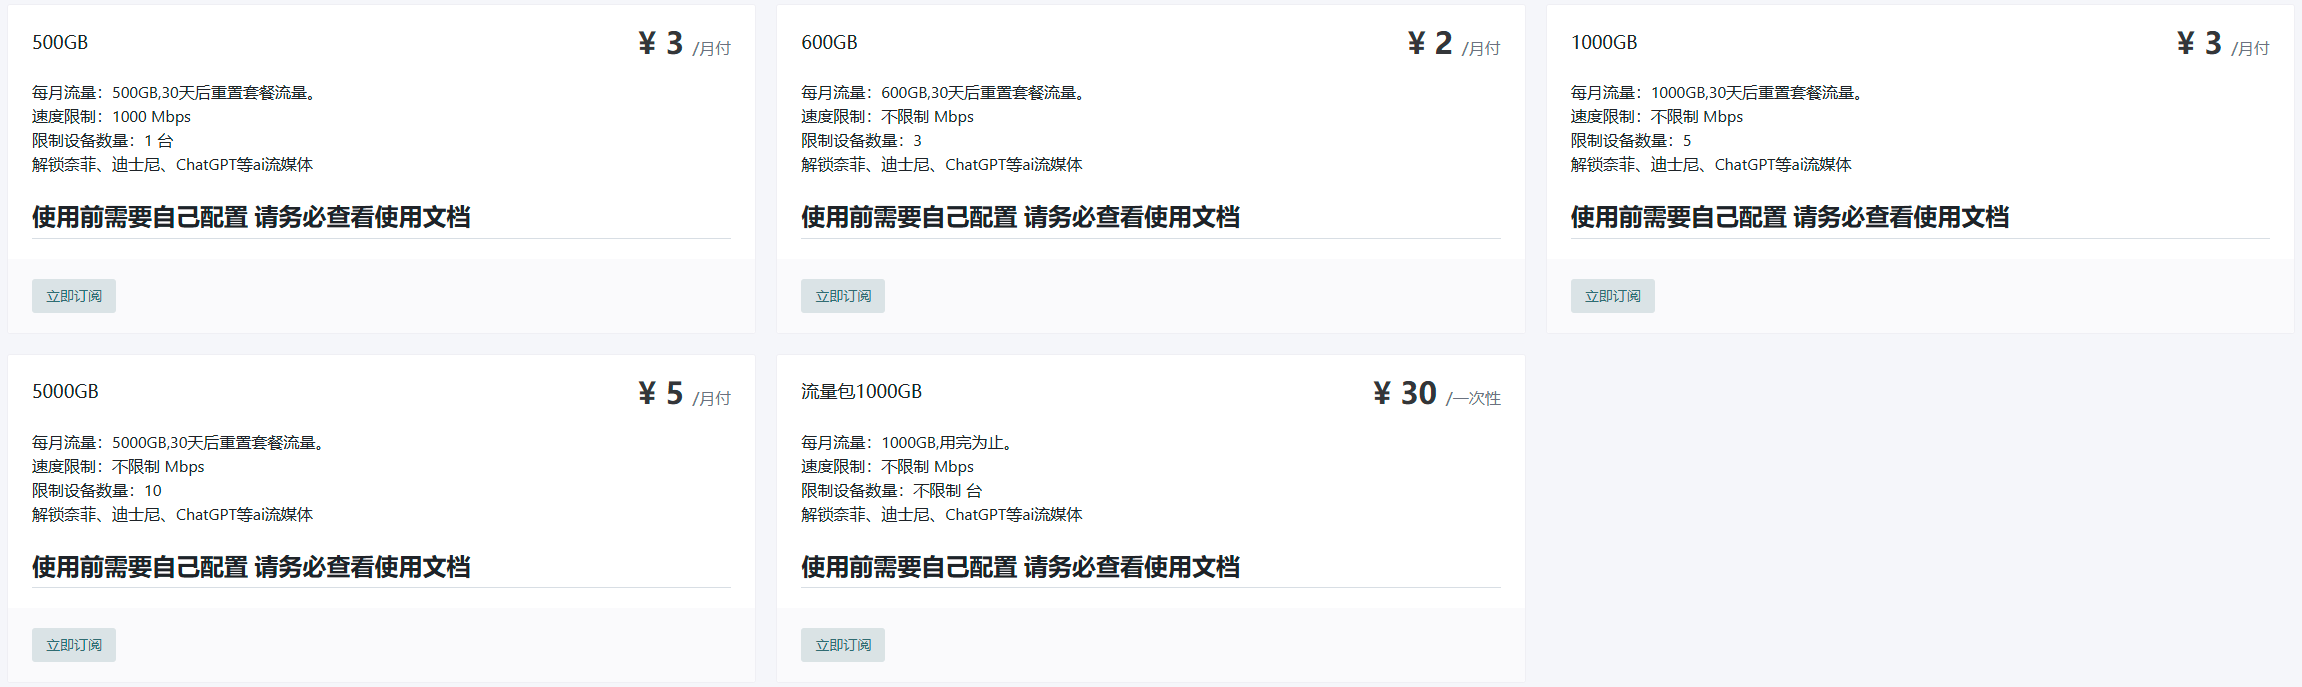 500GB
¥ 3 /月付
每月流量：500GB,30天后重置套餐流量。
速度限制：1000 Mbps
限制设备数量：1 台
解锁奈菲、迪士尼、ChatGPT等ai流媒体
使用前需要自己配置 请务必查看使用文档
立即订阅
600GB
¥ 2 /月付
每月流量：600GB,30天后重置套餐流量。
速度限制：不限制 Mbps
限制设备数量：3
解锁奈菲、迪士尼、ChatGPT等ai流媒体
使用前需要自己配置 请务必查看使用文档
立即订阅
1000GB
¥ 3 /月付
每月流量：1000GB,30天后重置套餐流量。
速度限制：不限制 Mbps
限制设备数量：5
解锁奈菲、迪士尼、ChatGPT等ai流媒体
使用前需要自己配置 请务必查看使用文档
立即订阅
5000GB
¥ 5 /月付
每月流量：5000GB,30天后重置套餐流量。
速度限制：不限制 Mbps
限制设备数量：10
解锁奈菲、迪士尼、ChatGPT等ai流媒体
使用前需要自己配置 请务必查看使用文档
立即订阅
流量包1000GB
¥ 30 /一次性
每月流量：1000GB,用完为止。
速度限制：不限制 Mbps
限制设备数量：不限制 台
解锁奈菲、迪士尼、ChatGPT等ai流媒体
使用前需要自己配置 请务必查看使用文档
立即订阅